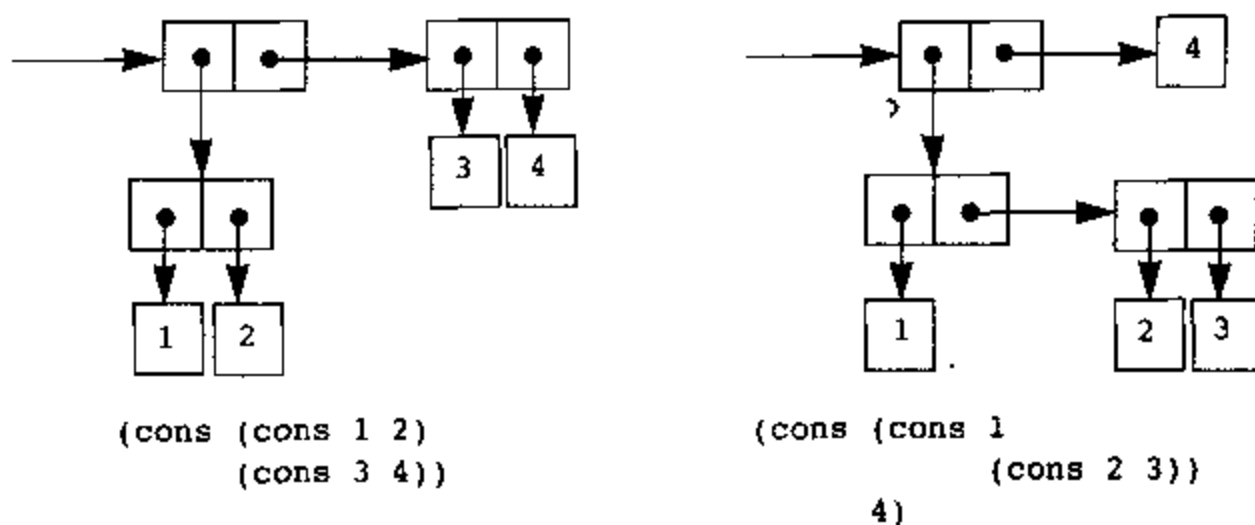 4
3 4
1 2
1 2 3
(cons (cons 1 2)
(cons 3 4))
(cons (cons 1
(cons 2 3))
4)